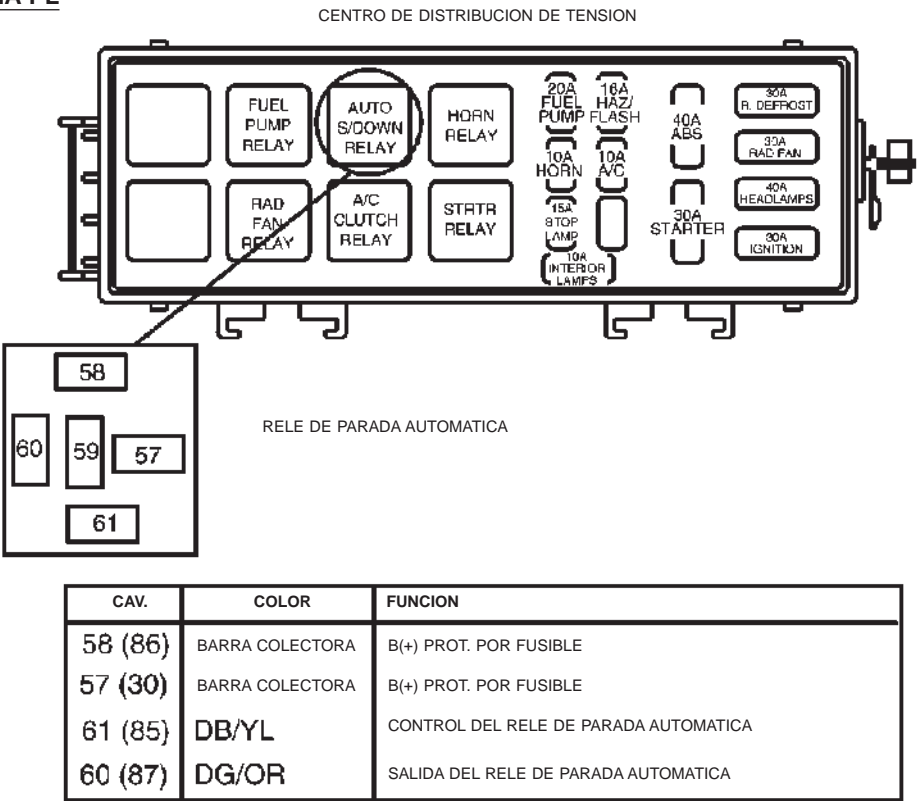 CENTRO DE DISTRIBUCION DE TENSION
FUEL
PUMP
RELAY
AUTO
S/DOWN
RELAY
HORN
RELAY
20A
FUEL
PUMP
16A
HAZ/
FLASH
40A
ABS
30A
R. DEFROST
30A
RAD FAN
10A
HORN
10A
A/C
40A
HEADLAMPS
RAD
FAN
RELAY
A/C
CLUTCH
RELAY
STRTR
RELAY
15A
STOP
LAMP
30A
STARTER
30A
IGNITION
10A
INTERIOR
LAMPS
58
60
59
57
61
RELE DE PARADA AUTOMATICA
CAV. COLOR FUNCION
58 (86) BARRA COLECTORA B(+) PROT. POR FUSIBLE
57 (30) BARRA COLECTORA B(+) PROT. POR FUSIBLE
61 (85) DB/YL CONTROL DEL RELE DE PARADA AUTOMATICA
60 (87) DG/OR SALIDA DEL RELE DE PARADA AUTOMATICA